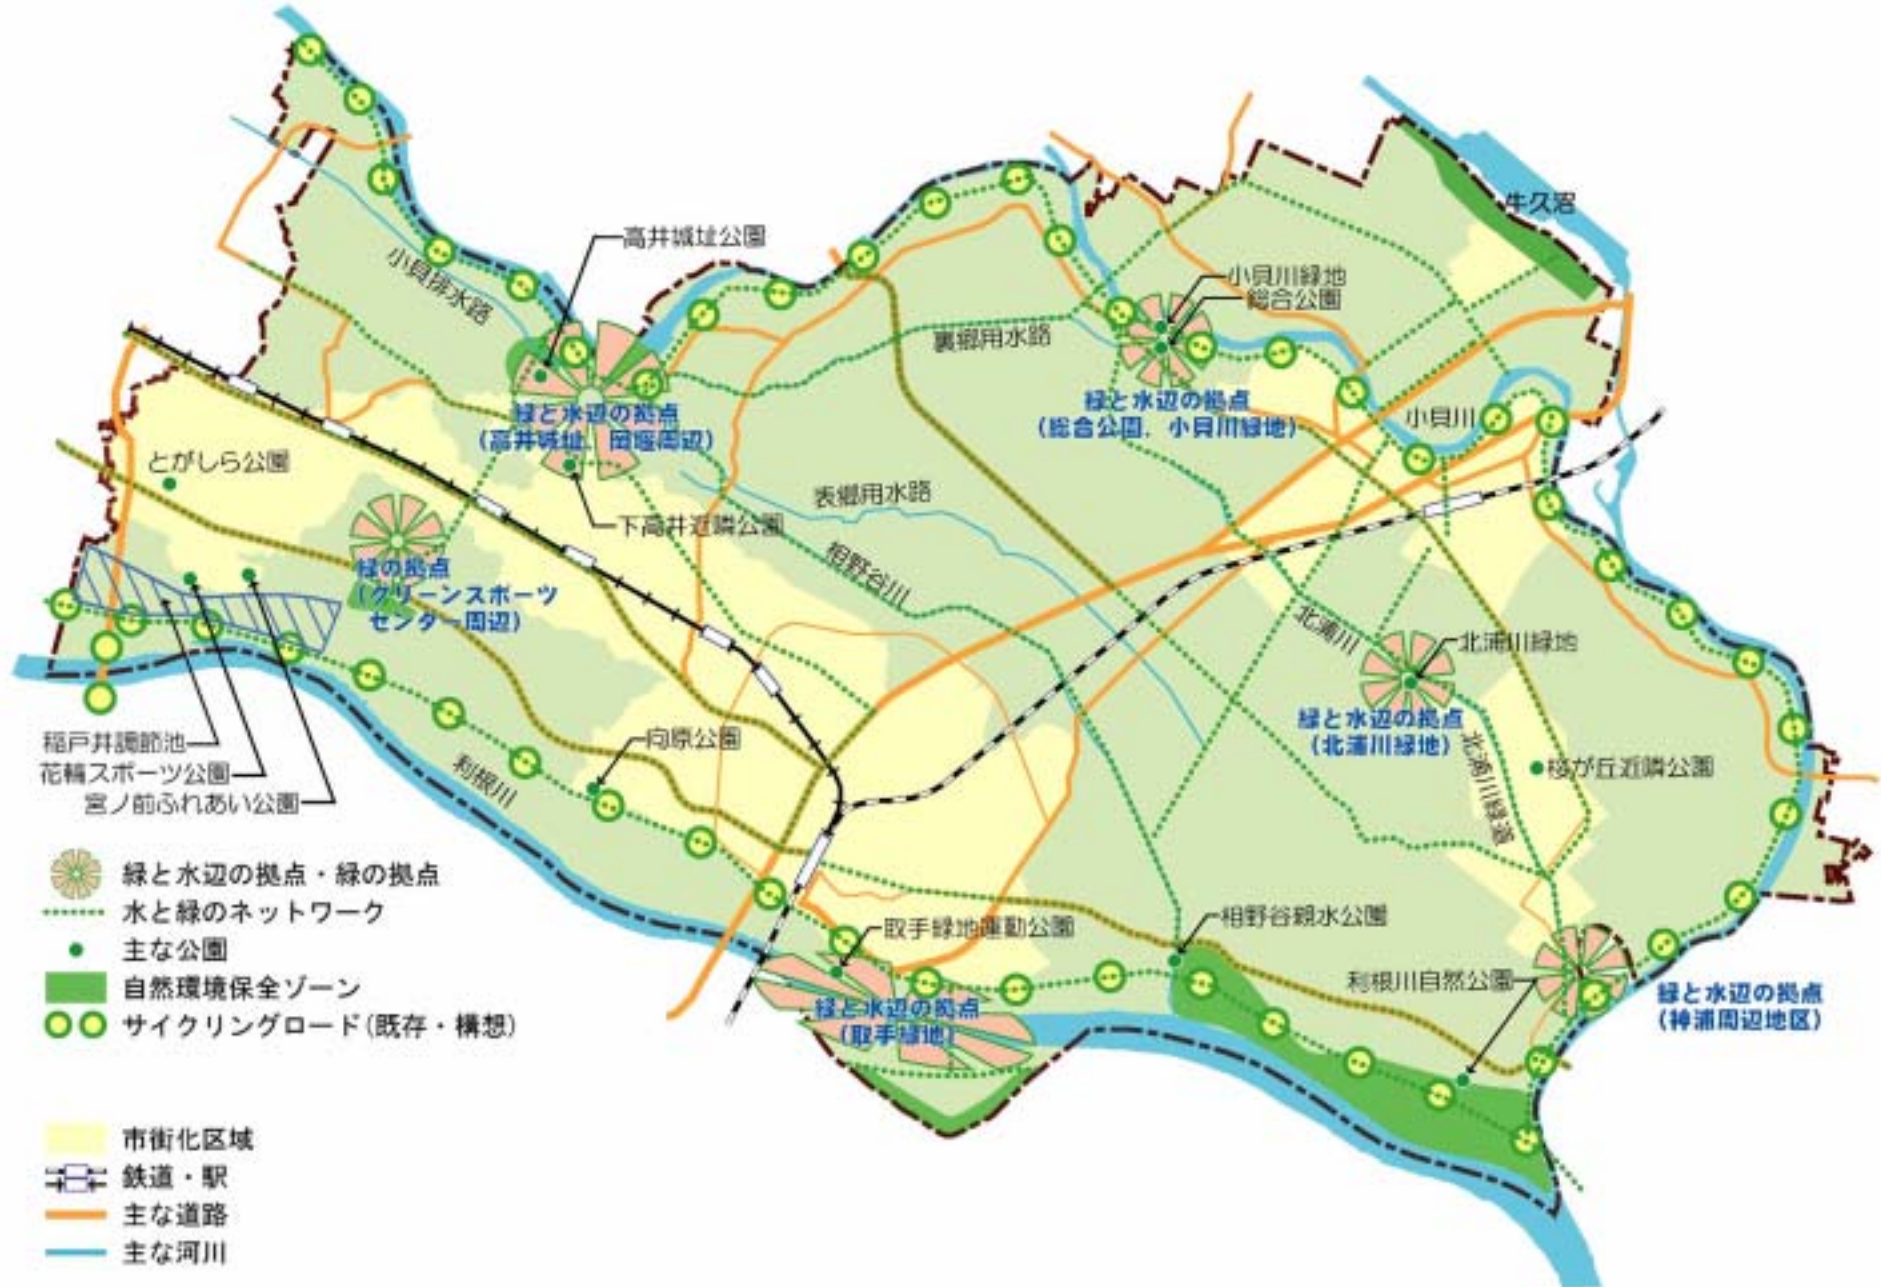 牛久沼
高井城址公園
小貝排水路
小貝川緑地
総合公園
裏郷用水路
緑と水辺の拠点
(高井城址、岡堰周辺)
緑と水辺の拠点
(総合公園、小貝川緑地)
小貝川
とがしら公園
表郷用水路
下高井近隣公園
相野谷川
緑の拠点
(グリーンスポーツ
センター周辺)
北浦川
北浦川緑地
緑と水辺の拠点
(北浦川緑地)
北浦川緑道
桜が丘近隣公園
稲戸井調節池
花輪スポーツ公園
宮ノ前ふれあい公園
向原公園
利根川
取手緑地運動公園
相野谷親水公園
利根川自然公園
緑と水辺の拠点
(取手緑地)
緑と水辺の拠点
(神浦周辺地区)
緑と水辺の拠点・緑の拠点
水と緑のネットワーク
主な公園
自然環境保全ゾーン
サイクリングロード(既存・構想)
市街化区域
鉄道・駅
主な道路
主な河川